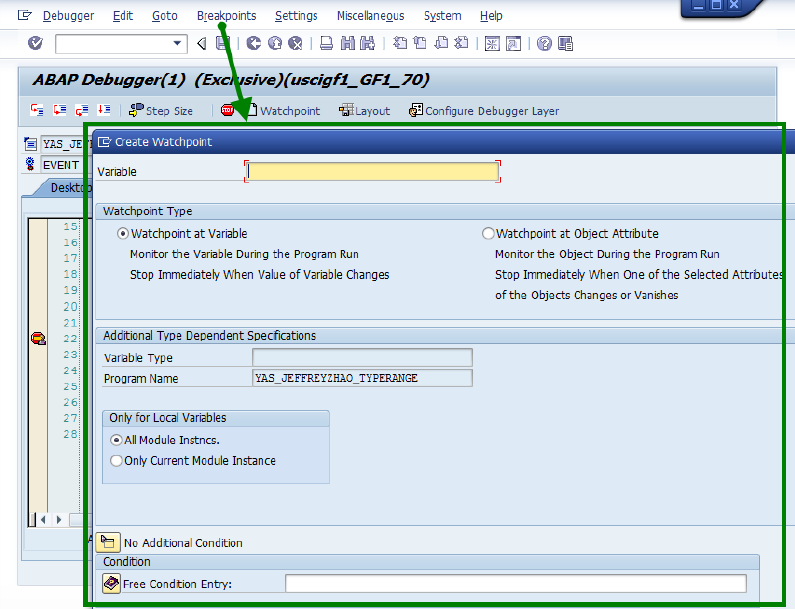 Debugger Edit Goto Breakpoints Settings Miscellaneous System Help
ABAP Debugger(1) (Exclusive)(uscigf1_GF1_70)
Step Size Watchpoint Layout Configure Debugger Layer
YAS_JEF
EVENT
Desktop
Create Watchpoint
Variable
Watchpoint Type
Watchpoint at Variable Watchpoint at Object Attribute
Monitor the Variable During the Program Run Monitor the Object During the Program Run
Stop Immediately When Value of Variable Changes Stop Immediately When One of the Selected Attributes
of the Objects Changes or Vanishes
Additional Type Dependent Specifications
Variable Type
Program Name YAS_JEFFREYZHAO_TYPERANGE
Only for Local Variables
All Module Instncs.
Only Current Module Instance
15
16
17
18
19
20
21
22
23
24
25
26
27
28
No Additional Condition
Condition
Free Condition Entry: